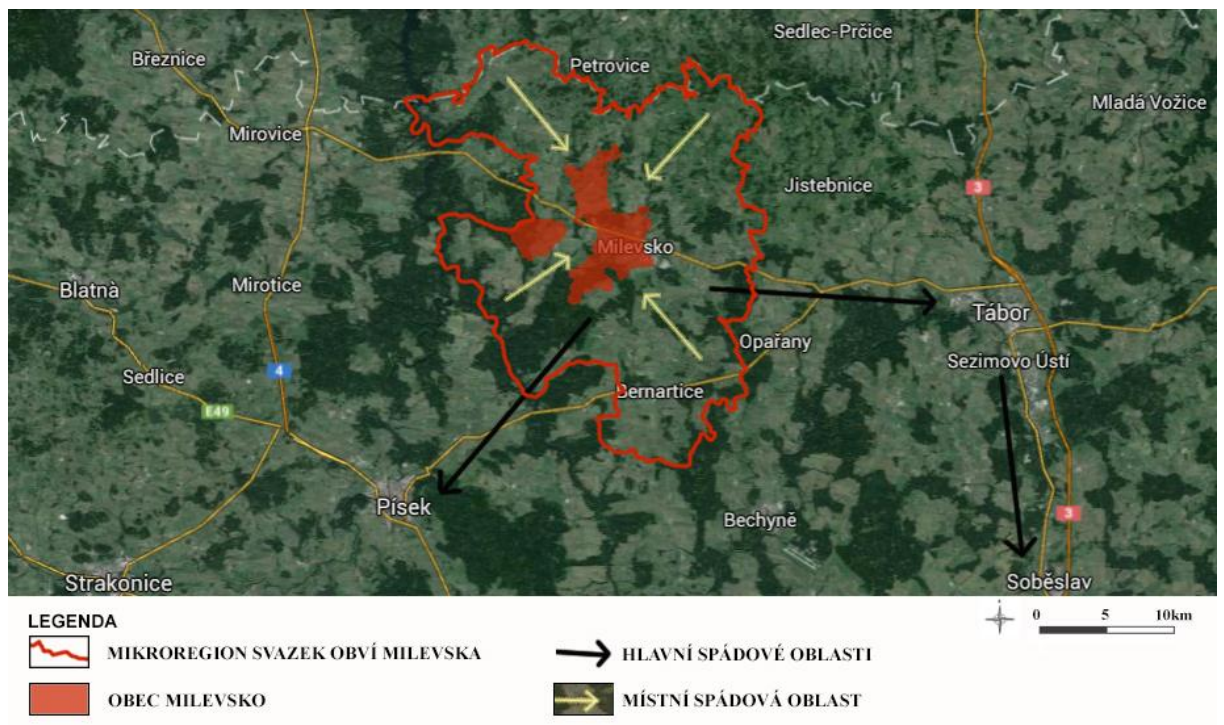 Sedlec-Prčice
Březnice
Petrovice
Mladá Vožice
Mirovice
Jistebnice
3
Milevsko
Blatnà
Mirotice
Tábor
Opařany
Sezimovo Ústí
Sedlice
4
Bernartice
E49
Písek
3
Bechyně
Strakonice
Soběslav
LEGENDA
0 5 10km
MIKROREGION SVAZEK OBVÍ MILEVSKA
HLAVNÍ SPÁDOVÉ OBLASTI
OBEC MILEVSKO
MÍSTNÍ SPÁDOVÁ OBLAST